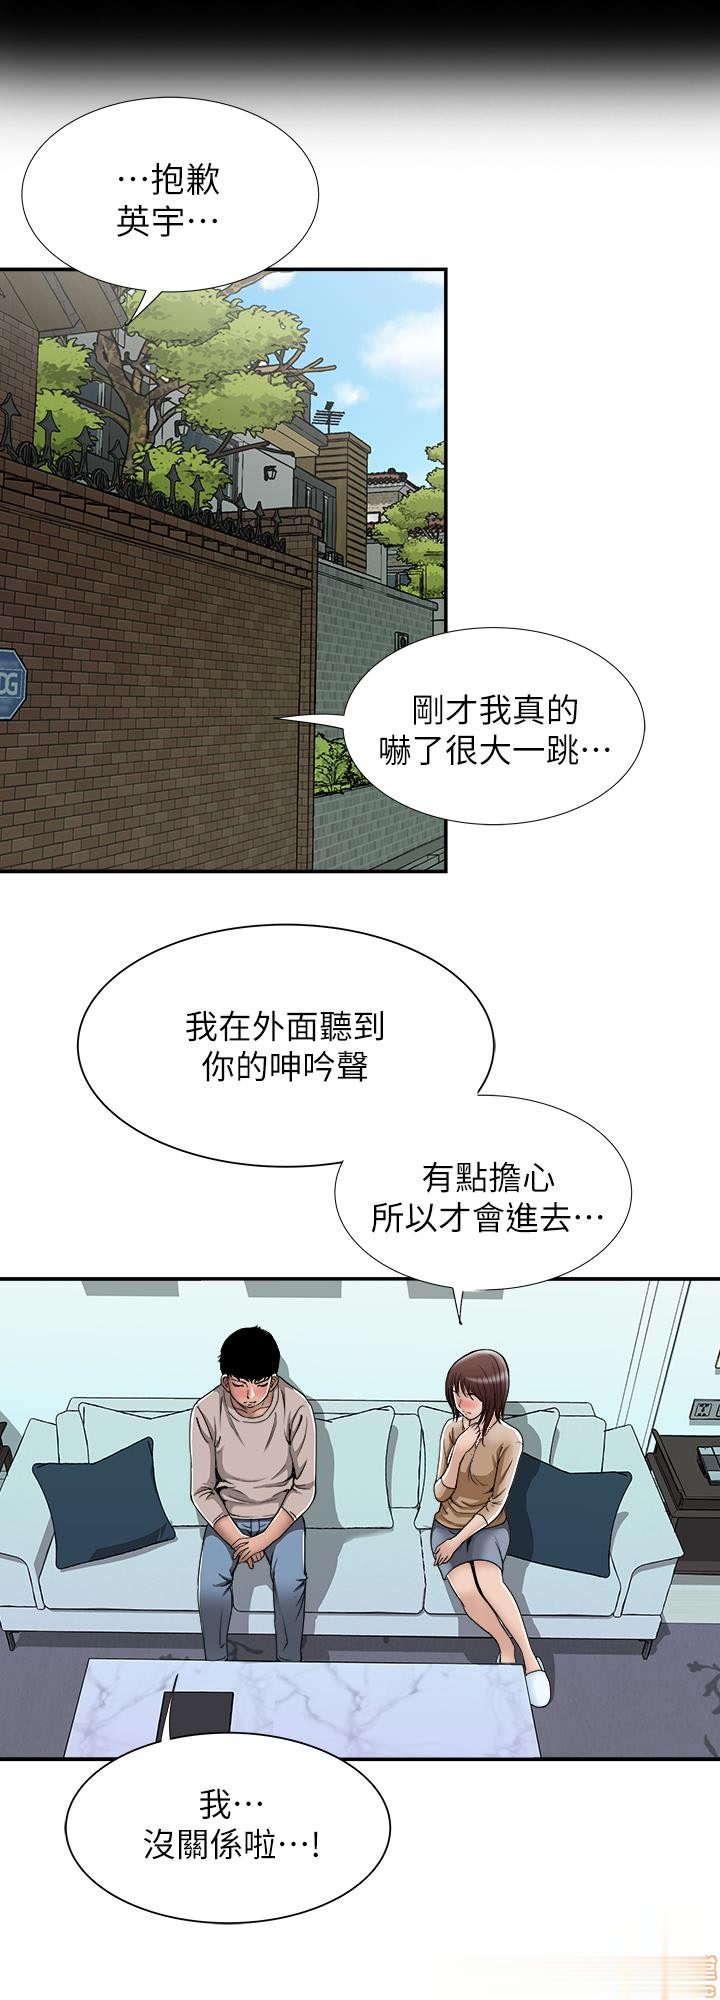 …抱歉
英宇…
DG
剛才我真的
嚇了很大一跳…
我在外面聽到
你的呻吟聲
有點擔心
所以才會進去…
我…
沒關係啦…!